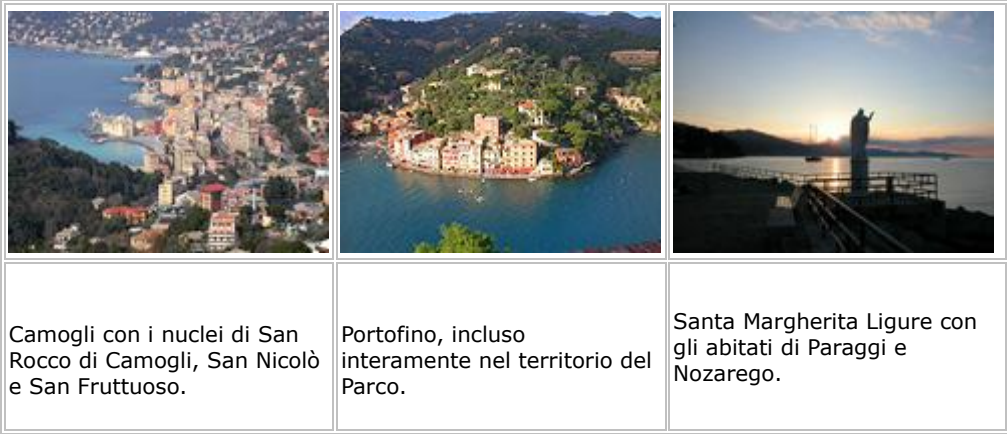 Camogli con i nuclei di San
Rocco di Camogli, San Nicolò
e San Fruttuoso.
Portofino, incluso
interamente nel territorio del
Parco.
Santa Margherita Ligure con
gli abitati di Paraggi e
Nozarego.